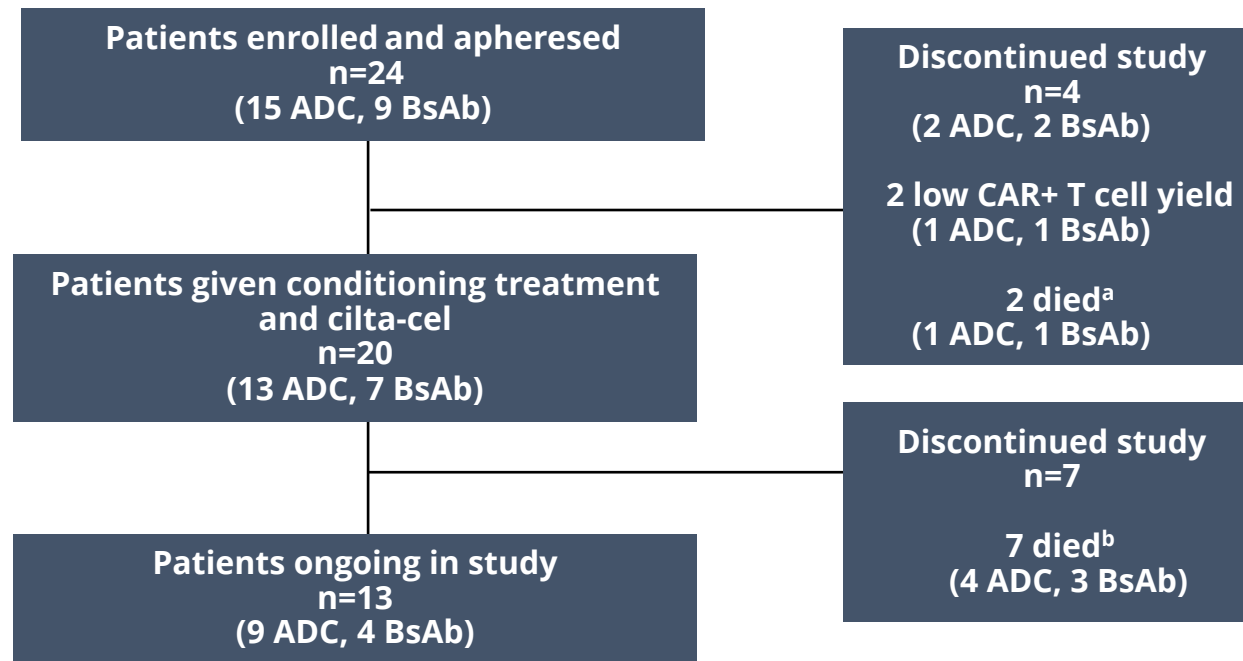 Patients enrolled and apheresed
n=24
(15 ADC, 9 BsAb)
Discontinued study
n=4
(2 ADC, 2 BsAb)
2 low CAR+ T cell yield
(1 ADC, 1 BsAb)
2 diedᵃ
(1 ADC, 1 BsAb)
Patients given conditioning treatment
and cilta-cel
n=20
(13 ADC, 7 BsAb)
Discontinued study
n=7
7 diedᵇ
(4 ADC, 3 BsAb)
Patients ongoing in study
n=13
(9 ADC, 4 BsAb)